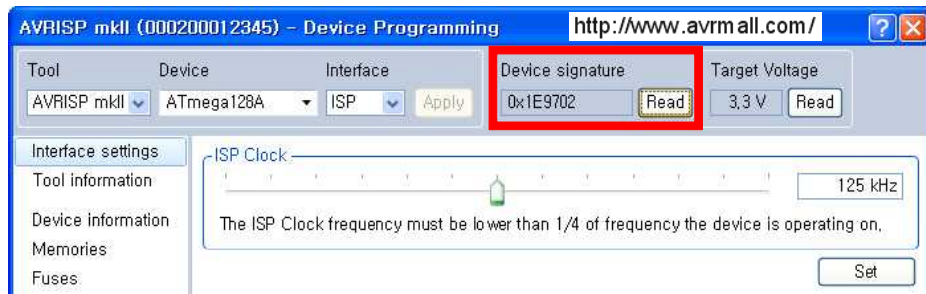 AVRISP mkII (000200012345) - Device Programming
http://www.avrmall.com/
Tool
Device
Interface
Device signature
Target Voltage
AVRISP mkII
ATmega128A
ISP
Apply
0x1E9702
Read
3,3 V
Read
Interface settings
Tool information
Device information
Memories
Fuses
ISP Clock
125 kHz
The ISP Clock frequency must be lower than 1/4 of frequency the device is operating on,
Set